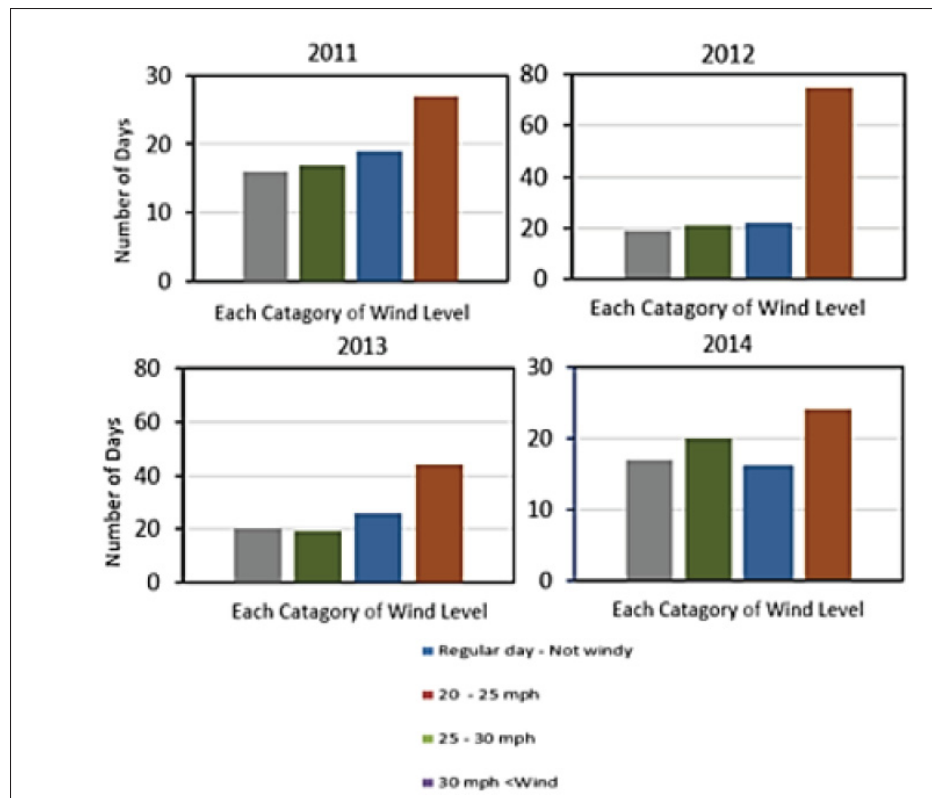 2011
30
20
10
0
Number of Days
Each Catagory of Wind Level
2012
80
60
40
20
0
Each Catagory of Wind Level
2013
80
60
40
20
0
Number of Days
Each Catagory of Wind Level
2014
30
20
10
0
Each Catagory of Wind Level
Regular day - Not windy
20 - 25 mph
25 - 30 mph
30 mph <Wind